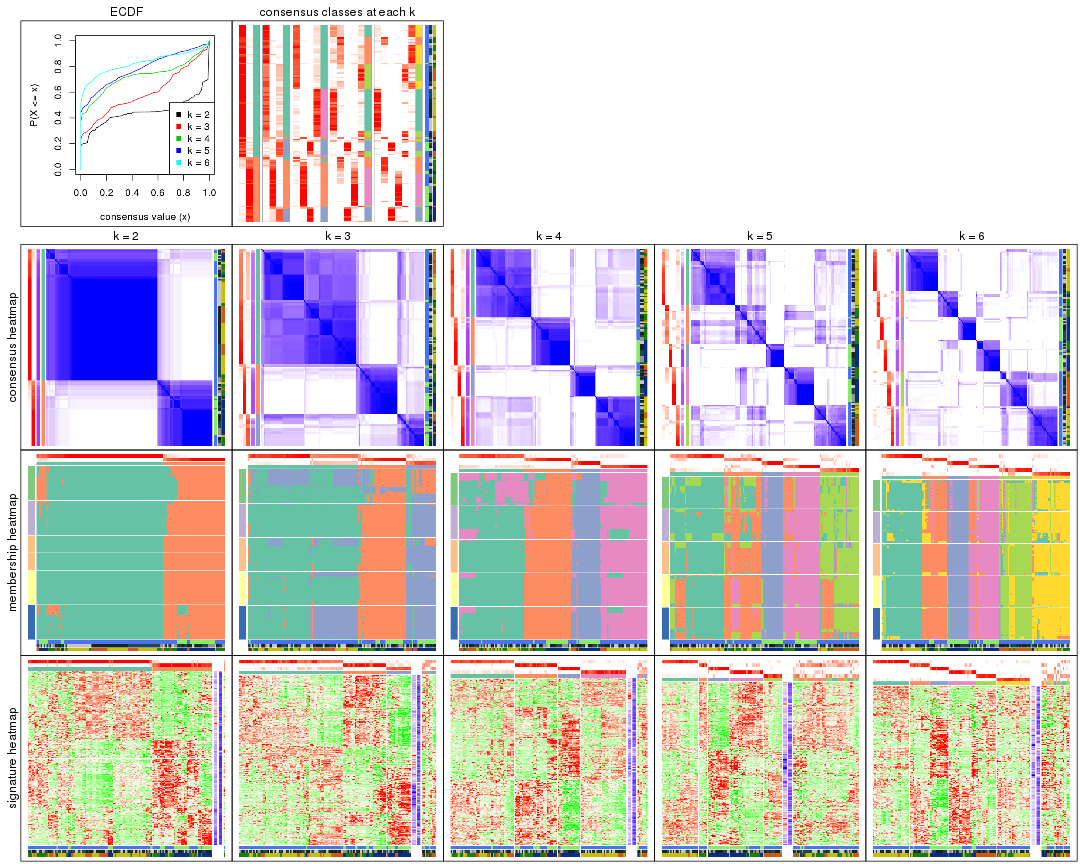 ECDF
consensus classes at each k
P(X <= x)
0.0 0.2 0.4 0.6 0.8 1.0
k = 2
k = 3
k = 4
k = 5
k = 6
0.0 0.2 0.4 0.6 0.8 1.0
consensus value (x)
k = 2 k = 3 k = 4 k = 5 k = 6
consensus heatmap
membership heatmap
signature heatmap